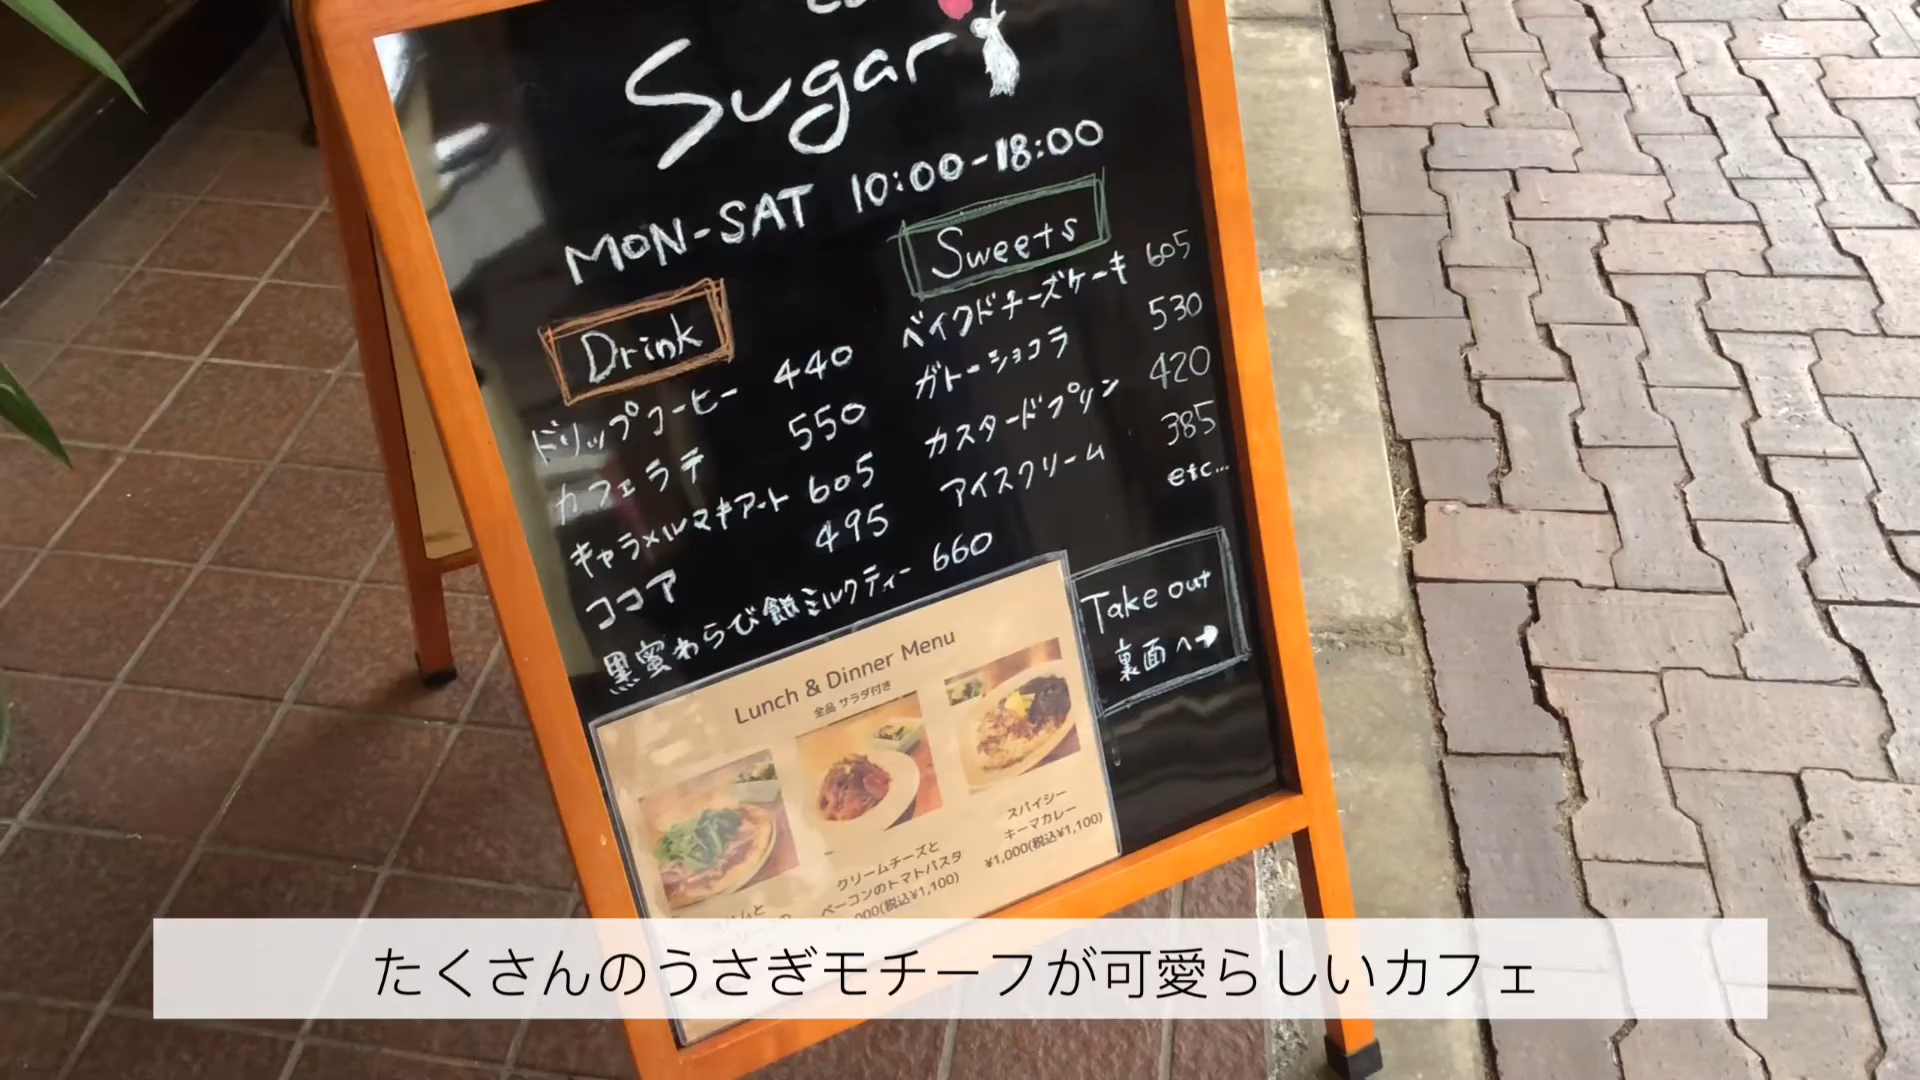 Sugar
MON-SAT 10:00-18:00
Drink
ドリップコーヒー 440
カフェラテ 550
キャラメルマキアート 605
ココア 495
黒蜜わらび餅ミルクティー 660
Sweets
ベイクドチーズケーキ 605
ガトーショコラ 530
カスタードプリン 420
アイスクリーム 385
etc...
Take out
裏面へ→
Lunch & Dinner Menu
全品 サラダ付き
クリームチーズと
ベーコンのトマトパスタ
(税込¥1,100)
スパイシー
キーマカレー
¥1,000(税込¥1,100)
たくさんのうさぎモチーフが可愛らしいカフェ